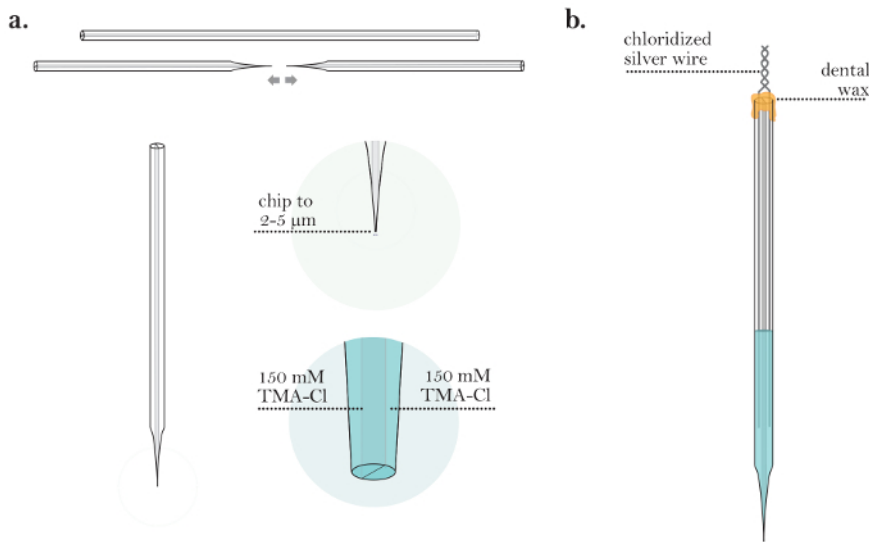 a.
chip to
2-5 μm
150 mM
TMA-Cl
150 mM
TMA-Cl
b.
chloridized
silver wire
dental
wax